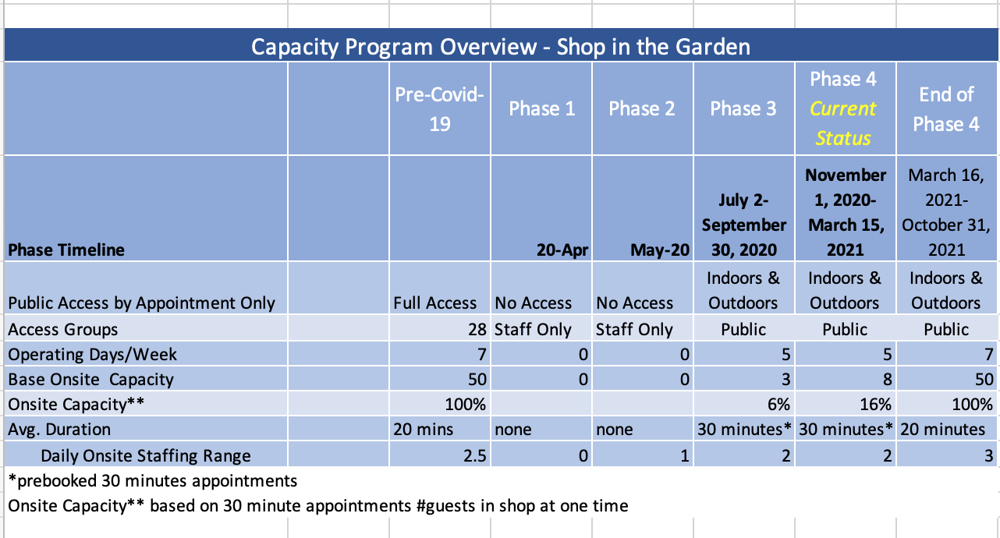 Capacity Program Overview - Shop in the Garden
Pre-Covid-19 Phase 1 Phase 2 Phase 3 Phase 4 Current Status End of Phase 4
Phase Timeline 20-Apr May-20 July 2-September 30, 2020 November 1, 2020-March 15, 2021 March 16, 2021-October 31, 2021
Public Access by Appointment Only Full Access No Access No Access Indoors & Outdoors Indoors & Outdoors Indoors & Outdoors
Access Groups 28 Staff Only Staff Only Public Public Public
Operating Days/Week 7 0 0 5 5 7
Base Onsite Capacity 50 0 0 3 8 50
Onsite Capacity** 100% 6% 16% 100%
Avg. Duration 20 mins none none 30 minutes* 30 minutes* 20 minutes
Daily Onsite Staffing Range 2.5 0 1 2 2 3
*prebooked 30 minutes appointments
Onsite Capacity** based on 30 minute appointments #guests in shop at one time